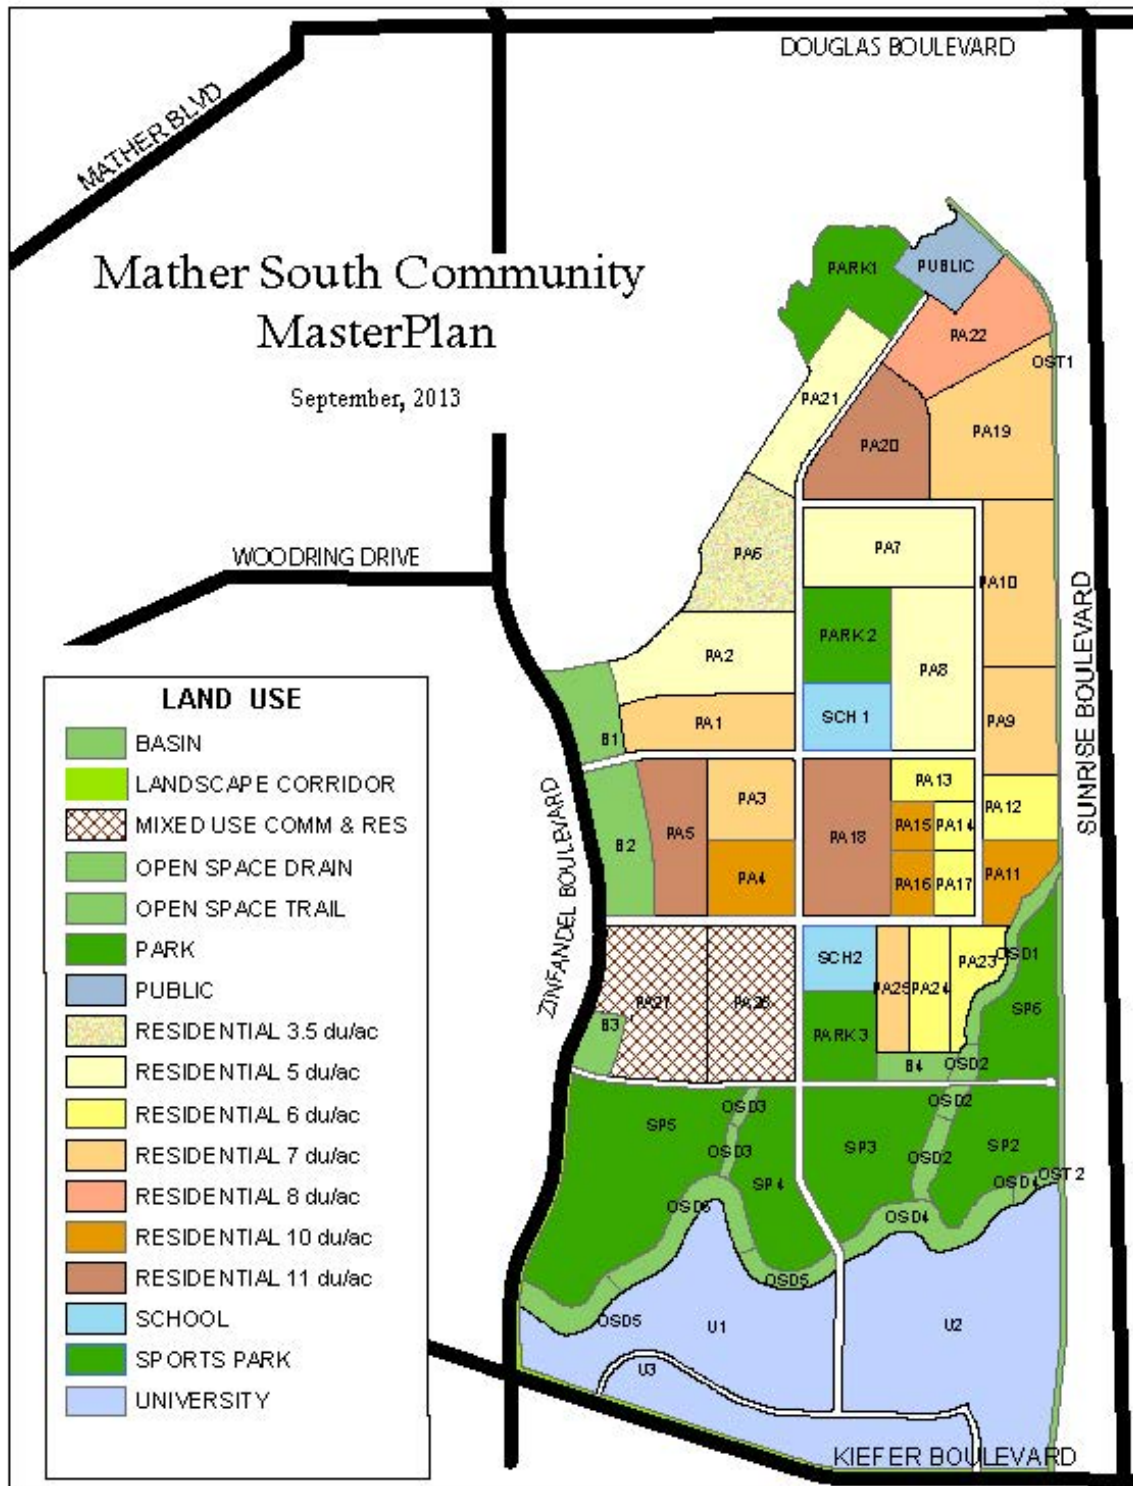 DOUGLAS BOULEVARD
MATHER BLVD
Mather South Community
MasterPlan
September, 2013
WOODRING DRIVE
ZINFANDEL BOULEVARD
SUNRISE BOULEVARD
KIEFER BOULEVARD
LAND USE
BASIN
LANDSCAPE CORRIDOR
MIXED USE COMM & RES
OPEN SPACE DRAIN
OPEN SPACE TRAIL
PARK
PUBLIC
RESIDENTIAL 3.5 du/ac
RESIDENTIAL 5 du/ac
RESIDENTIAL 6 du/ac
RESIDENTIAL 7 du/ac
RESIDENTIAL 8 du/ac
RESIDENTIAL 10 du/ac
RESIDENTIAL 11 du/ac
SCHOOL
SPORTS PARK
UNIVERSITY
PARK1
PUBLIC
PA22
OST1
PA21
PA20
PA19
PA6
PA7
PA10
PARK 2
PA2
PA8
SCH 1
PA1
PA9
B1
PA13
PA3
PA12
PA5
PA18
PA15
PA14
B2
PA4
PA16
PA17
PA11
SCH2
PA23
OSD1
PA25
PA24
PA27
PA26
SP6
B3
PARK 3
B4
OSD2
OSD3
OSD2
SP5
SP3
SP2
OSD3
OSD2
SP4
OSD4
OST 2
OSD4
OSD5
OSD5
U1
U2
U3